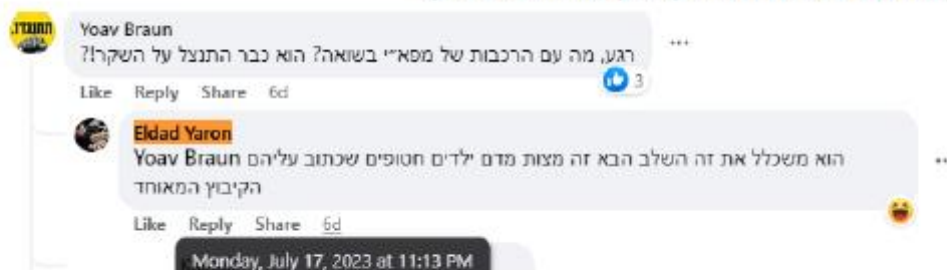 Yoav Braun
רגע, מה עם הרכבות של מפא״י בשואה? הוא כבר התנצל על השקר!?
3
Like Reply Share 6d
Eldad Yaron
Yoav Braun הוא משכלל את זה השלב הבא זה מצות מדם ילדים חטופים שכתוב עליהם
הקיבוץ המאוחד
Like Reply Share 6d
Monday, July 17, 2023 at 11:13 PM